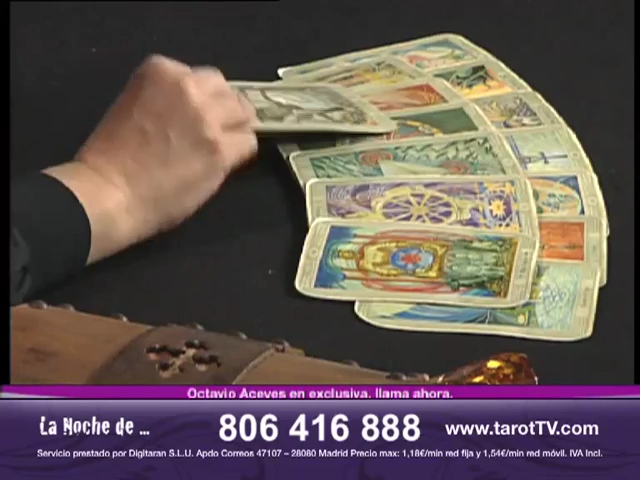 Octavio Aceves en exclusiva. llama ahora.
La Noche de ...
806 416 888
www.tarotTV.com
Servicio prestado por Digitaran S.L.U. Apdo Correos 47107 – 28080 Madrid Precio max: 1,18€/min red fija y 1,54€/min red móvil. IVA Incl.